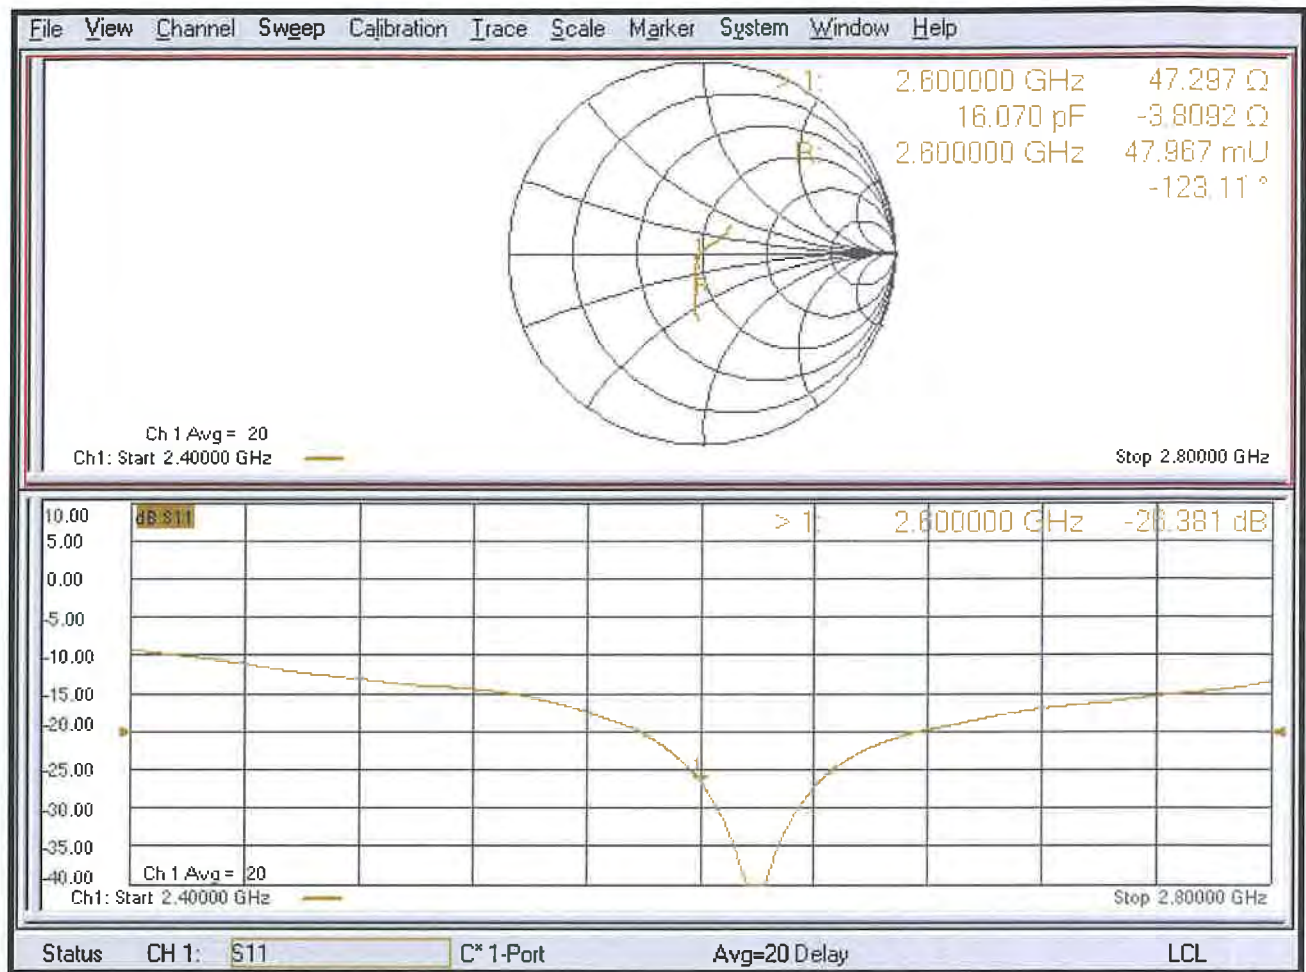 File View Channel Sweep Calibration Trace Scale Marker System Window Help
> 1: 2.600000 GHz 47.297 Ω
16.070 pF -3.8092 Ω
R: 2.600000 GHz 47.967 mU
-123.11 °
Ch 1 Avg = 20
Ch1: Start 2.40000 GHz
Stop 2.80000 GHz
dB S11
> 1: 2.600000 GHz -26.381 dB
10.00
5.00
0.00
-5.00
-10.00
-15.00
-20.00
-25.00
-30.00
-35.00
-40.00
1
Ch 1 Avg = 20
Ch1: Start 2.40000 GHz
Stop 2.80000 GHz
Status CH 1: S11 C* 1-Port Avg=20 Delay LCL